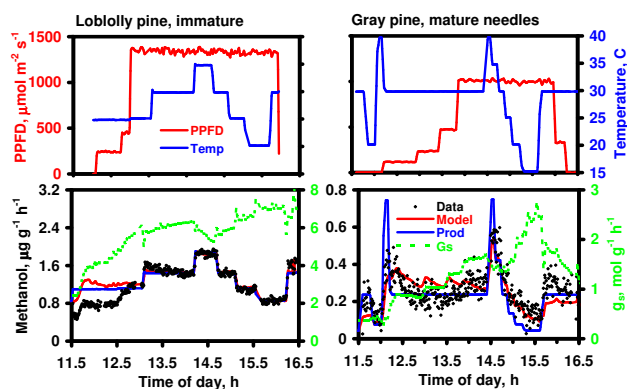 Loblolly pine, immature
Gray pine, mature needles
PPFD, μmol m⁻² s⁻¹
1500
1000
500
0
PPFD
Temp
40
35
30
25
20
15
Temperature, C
Methanol, μg g⁻¹ h⁻¹
3.2
2.4
1.6
0.8
0.0
8
6
4
2
0
0.8
0.6
0.4
0.2
0.0
Data
Model
Prod
Gs
3
2
1
0
g_S1 mol g⁻¹ h⁻¹
11.5 12.5 13.5 14.5 15.5 16.5
11.5 12.5 13.5 14.5 15.5 16.5
Time of day, h
Time of day, h